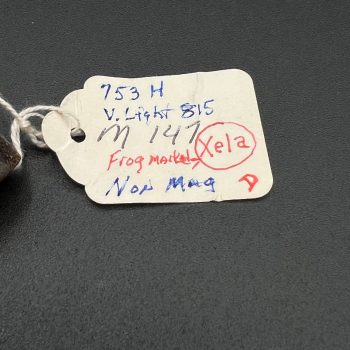 753 H
V. Light 815
M 147
Frog market Xela
Non Mag D